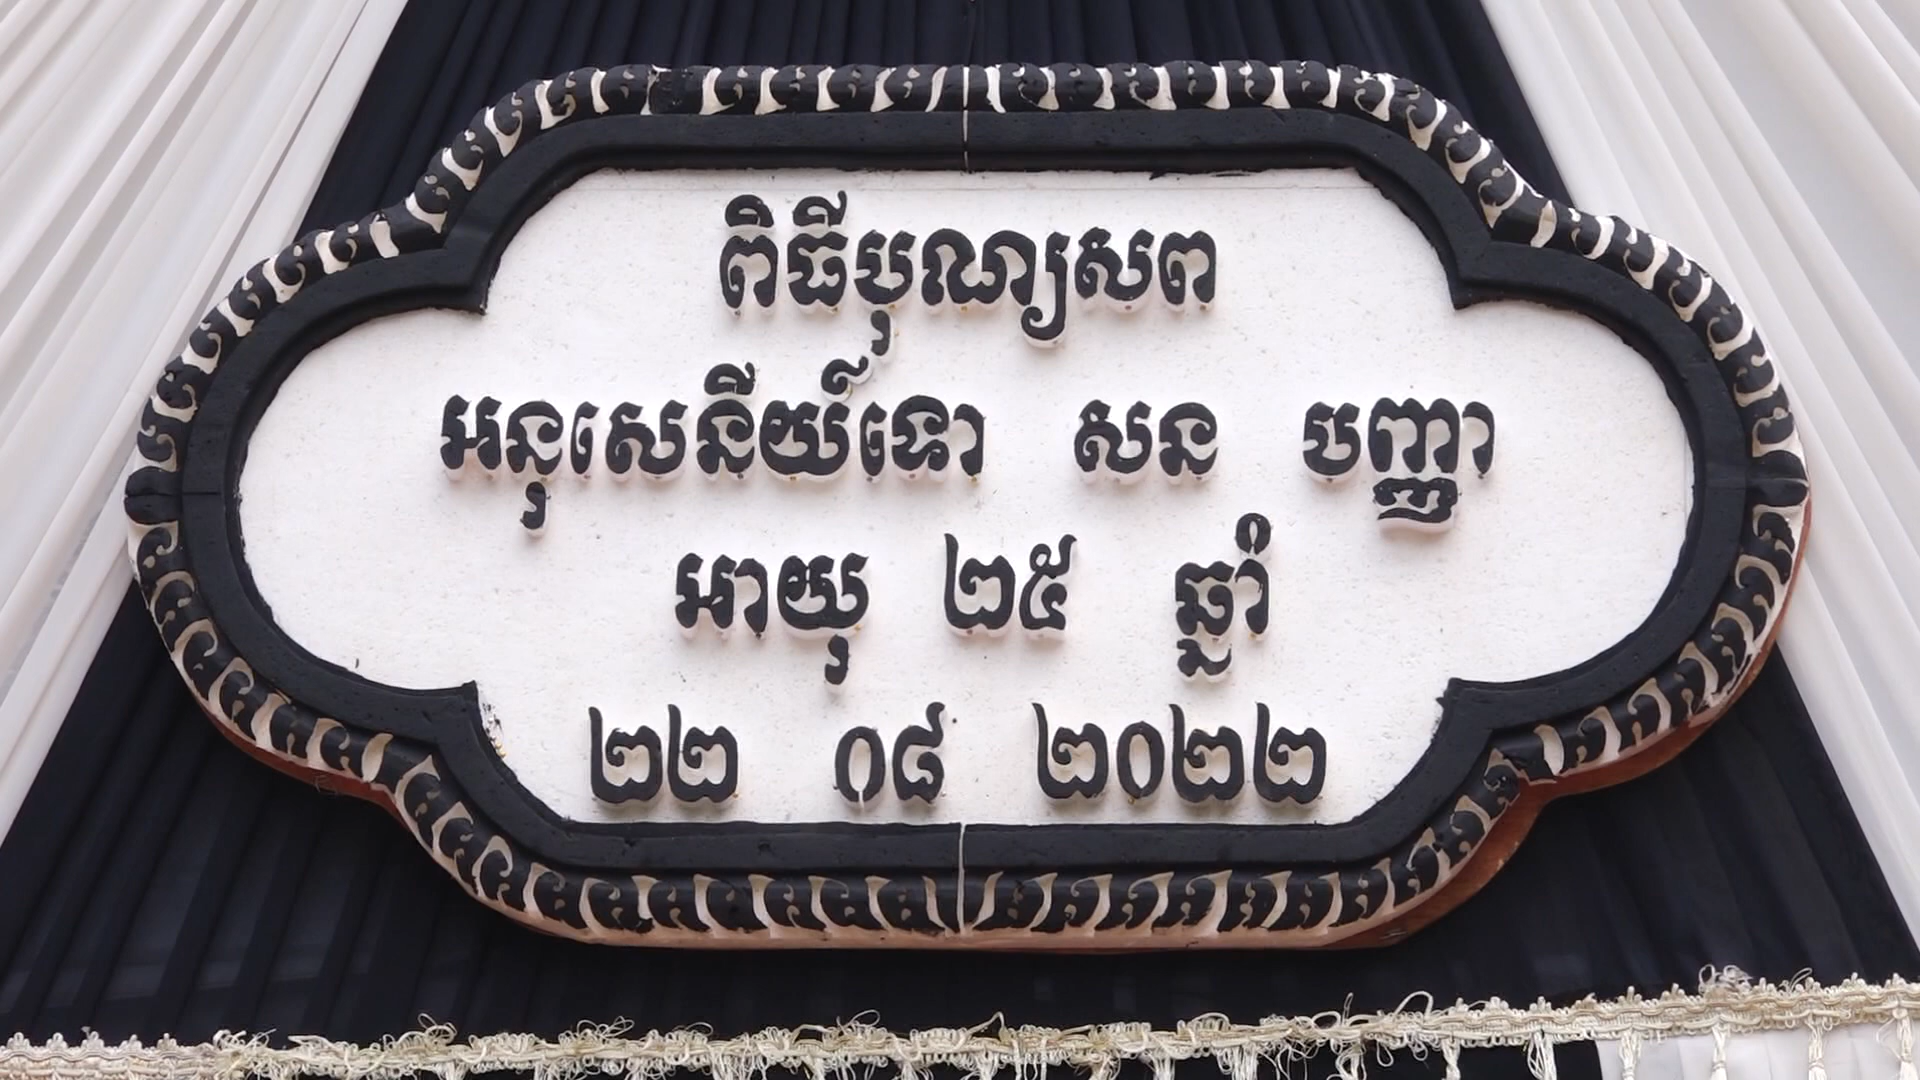 ពិធីបុណ្យសព
អនុសេនីយ៍ទោ សន បញ្ញា
អាយុ ២៥ ឆ្នាំ
២២ ០៨ ២០២២